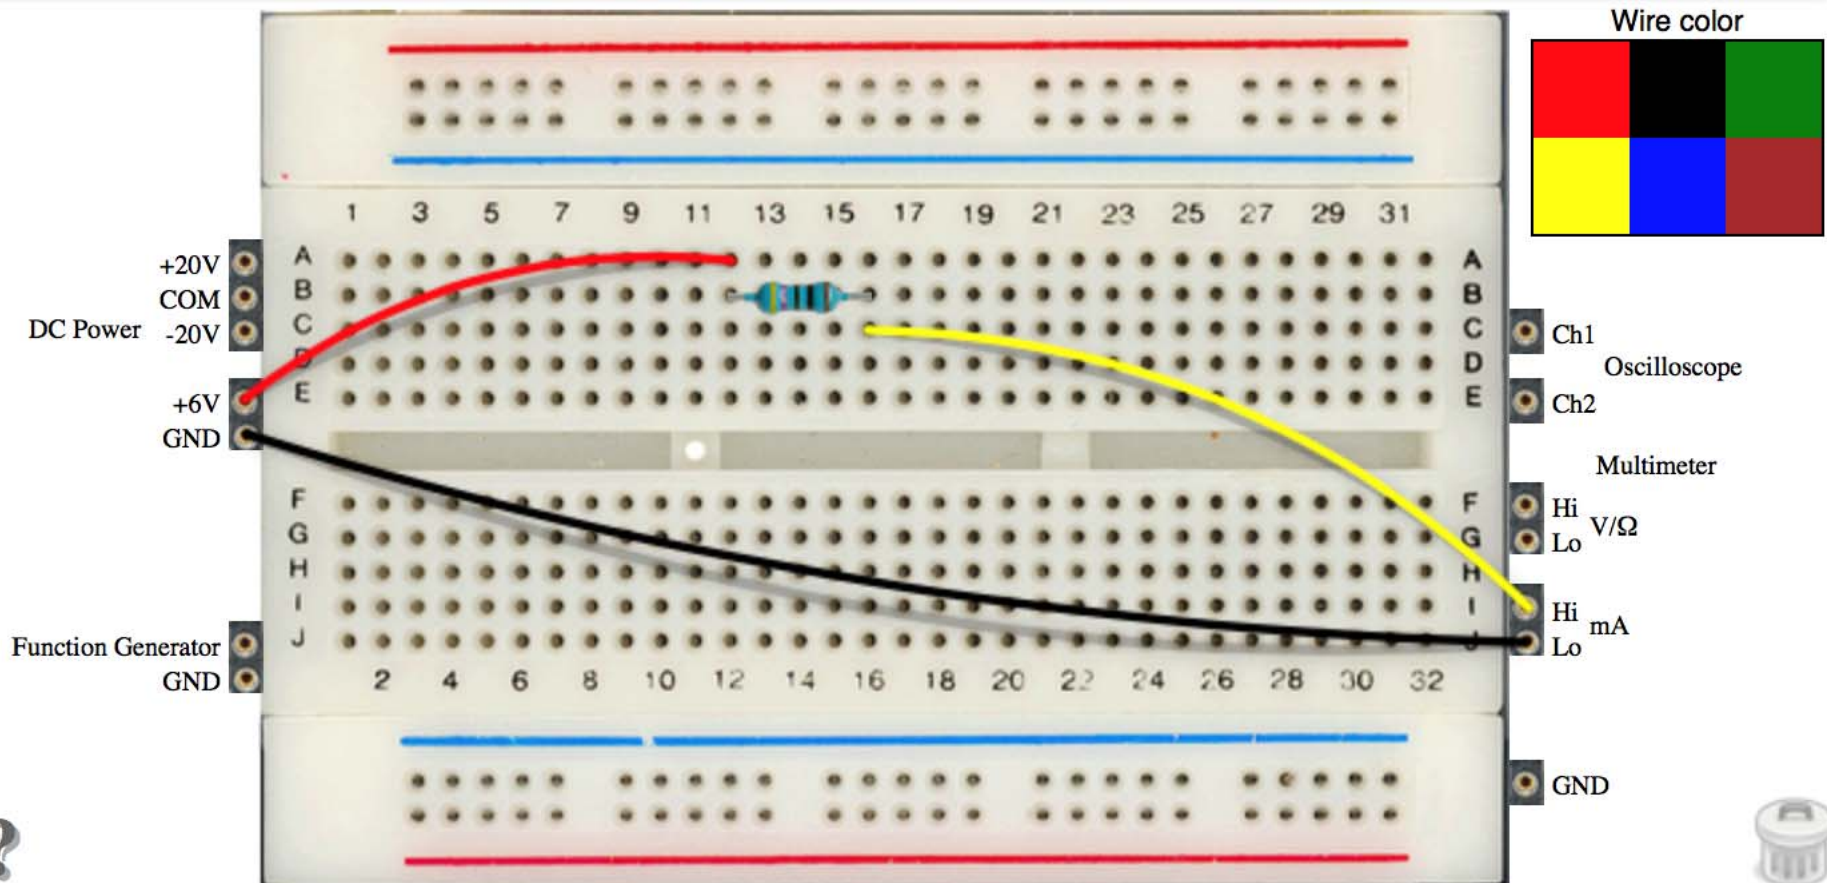 Wire color
1 3 5 7 9 11 13 15 17 19 21 23 25 27 29 31
A A
+20V
B B
COM
C C
DC Power -20V
Ch1
D D
Oscilloscope
E E
+6V
Ch2
GND
Multimeter
F F
Hi
G G
V/Ω
Lo
H H
I I
Hi
mA
J J
Lo
Function Generator
GND
2 4 6 8 10 12 14 16 18 20 22 24 26 28 30 32
GND
?